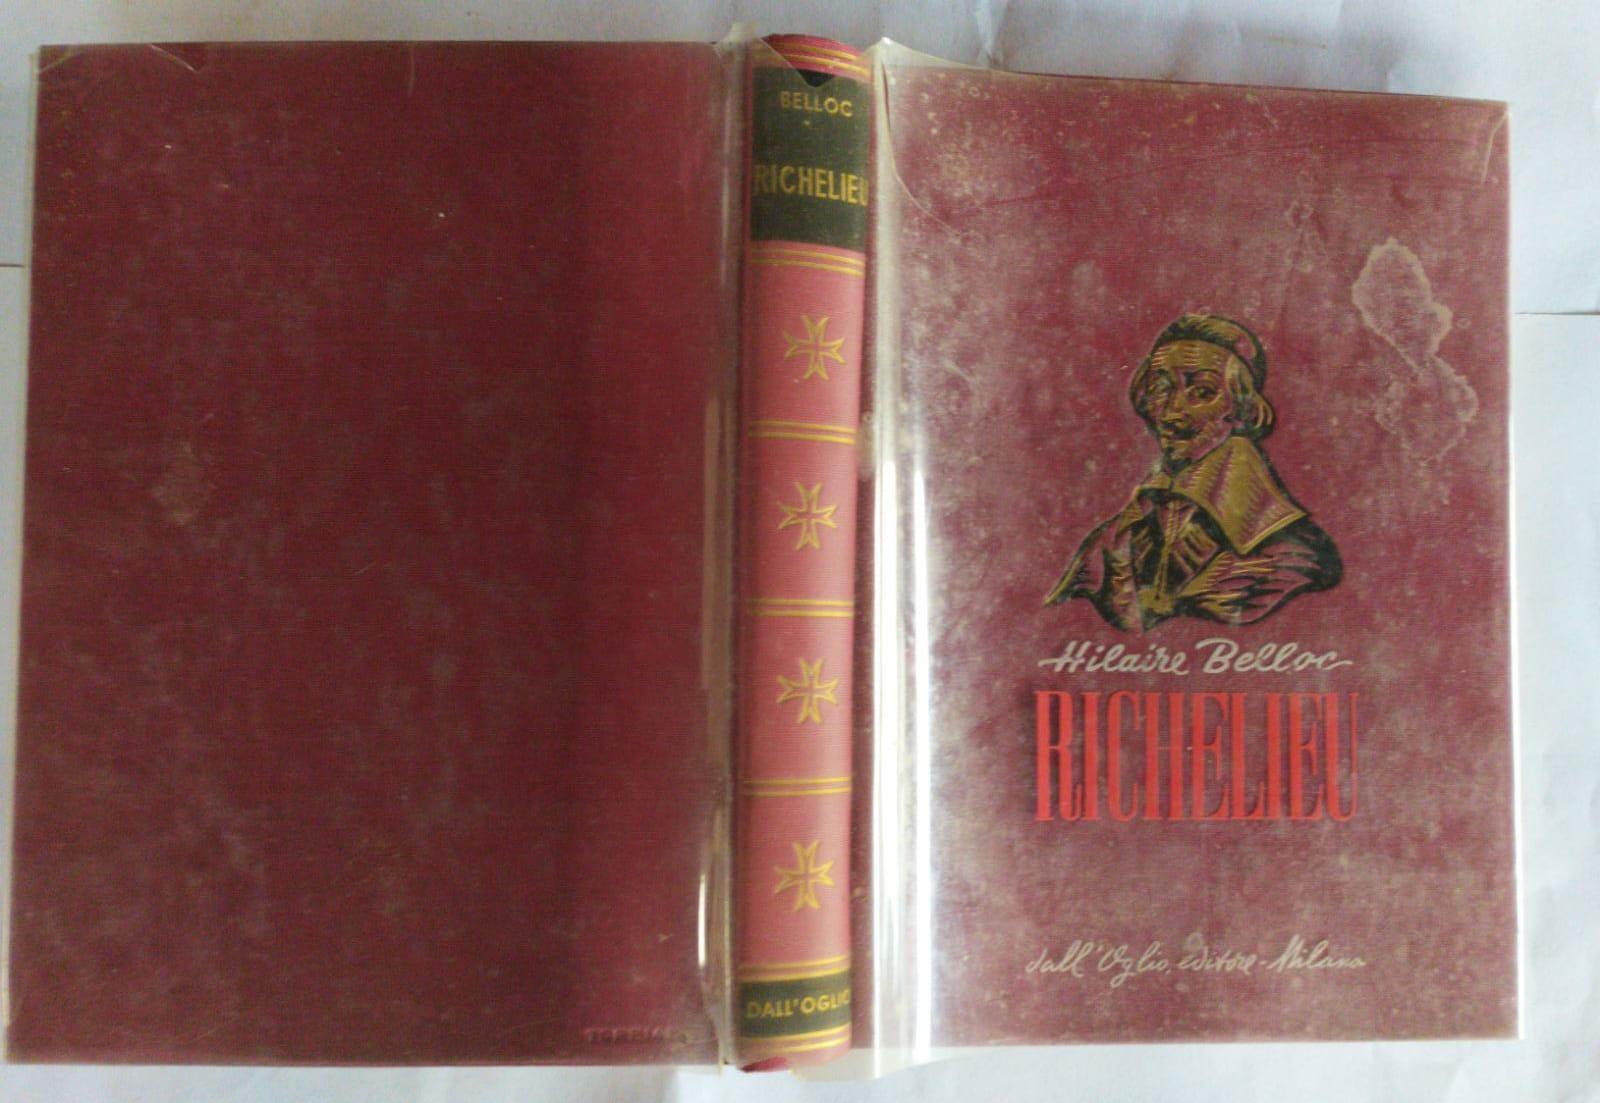 BELLOC
RICHELIEU
DALL'OGLIO
Hilaire Belloc
RICHELIEU
dall'Oglio, editore - Milano